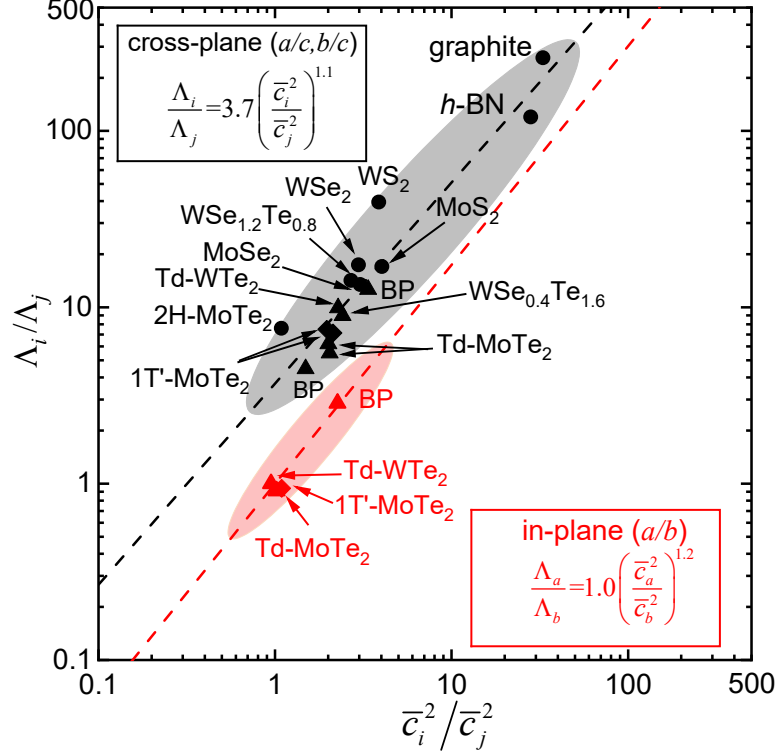 500
cross-plane (a/c,b/c)
Λi/Λj=3.7(c̅i²/c̅j²)^1.1
graphite
h-BN
100
WS₂
WSe₂
MoS₂
WSe₁.₂Te₀.₈
MoSe₂
Td-WTe₂
BP
WSe₀.₄Te₁.₆
10
2H-MoTe₂
Td-MoTe₂
1T'-MoTe₂
BP
BP
Λi/Λj
Td-WTe₂
1
1T'-MoTe₂
Td-MoTe₂
in-plane (a/b)
Λa/Λb=1.0(c̅a²/c̅b²)^1.2
0.1
0.1 1 10 100 500
c̅i²/c̅j²